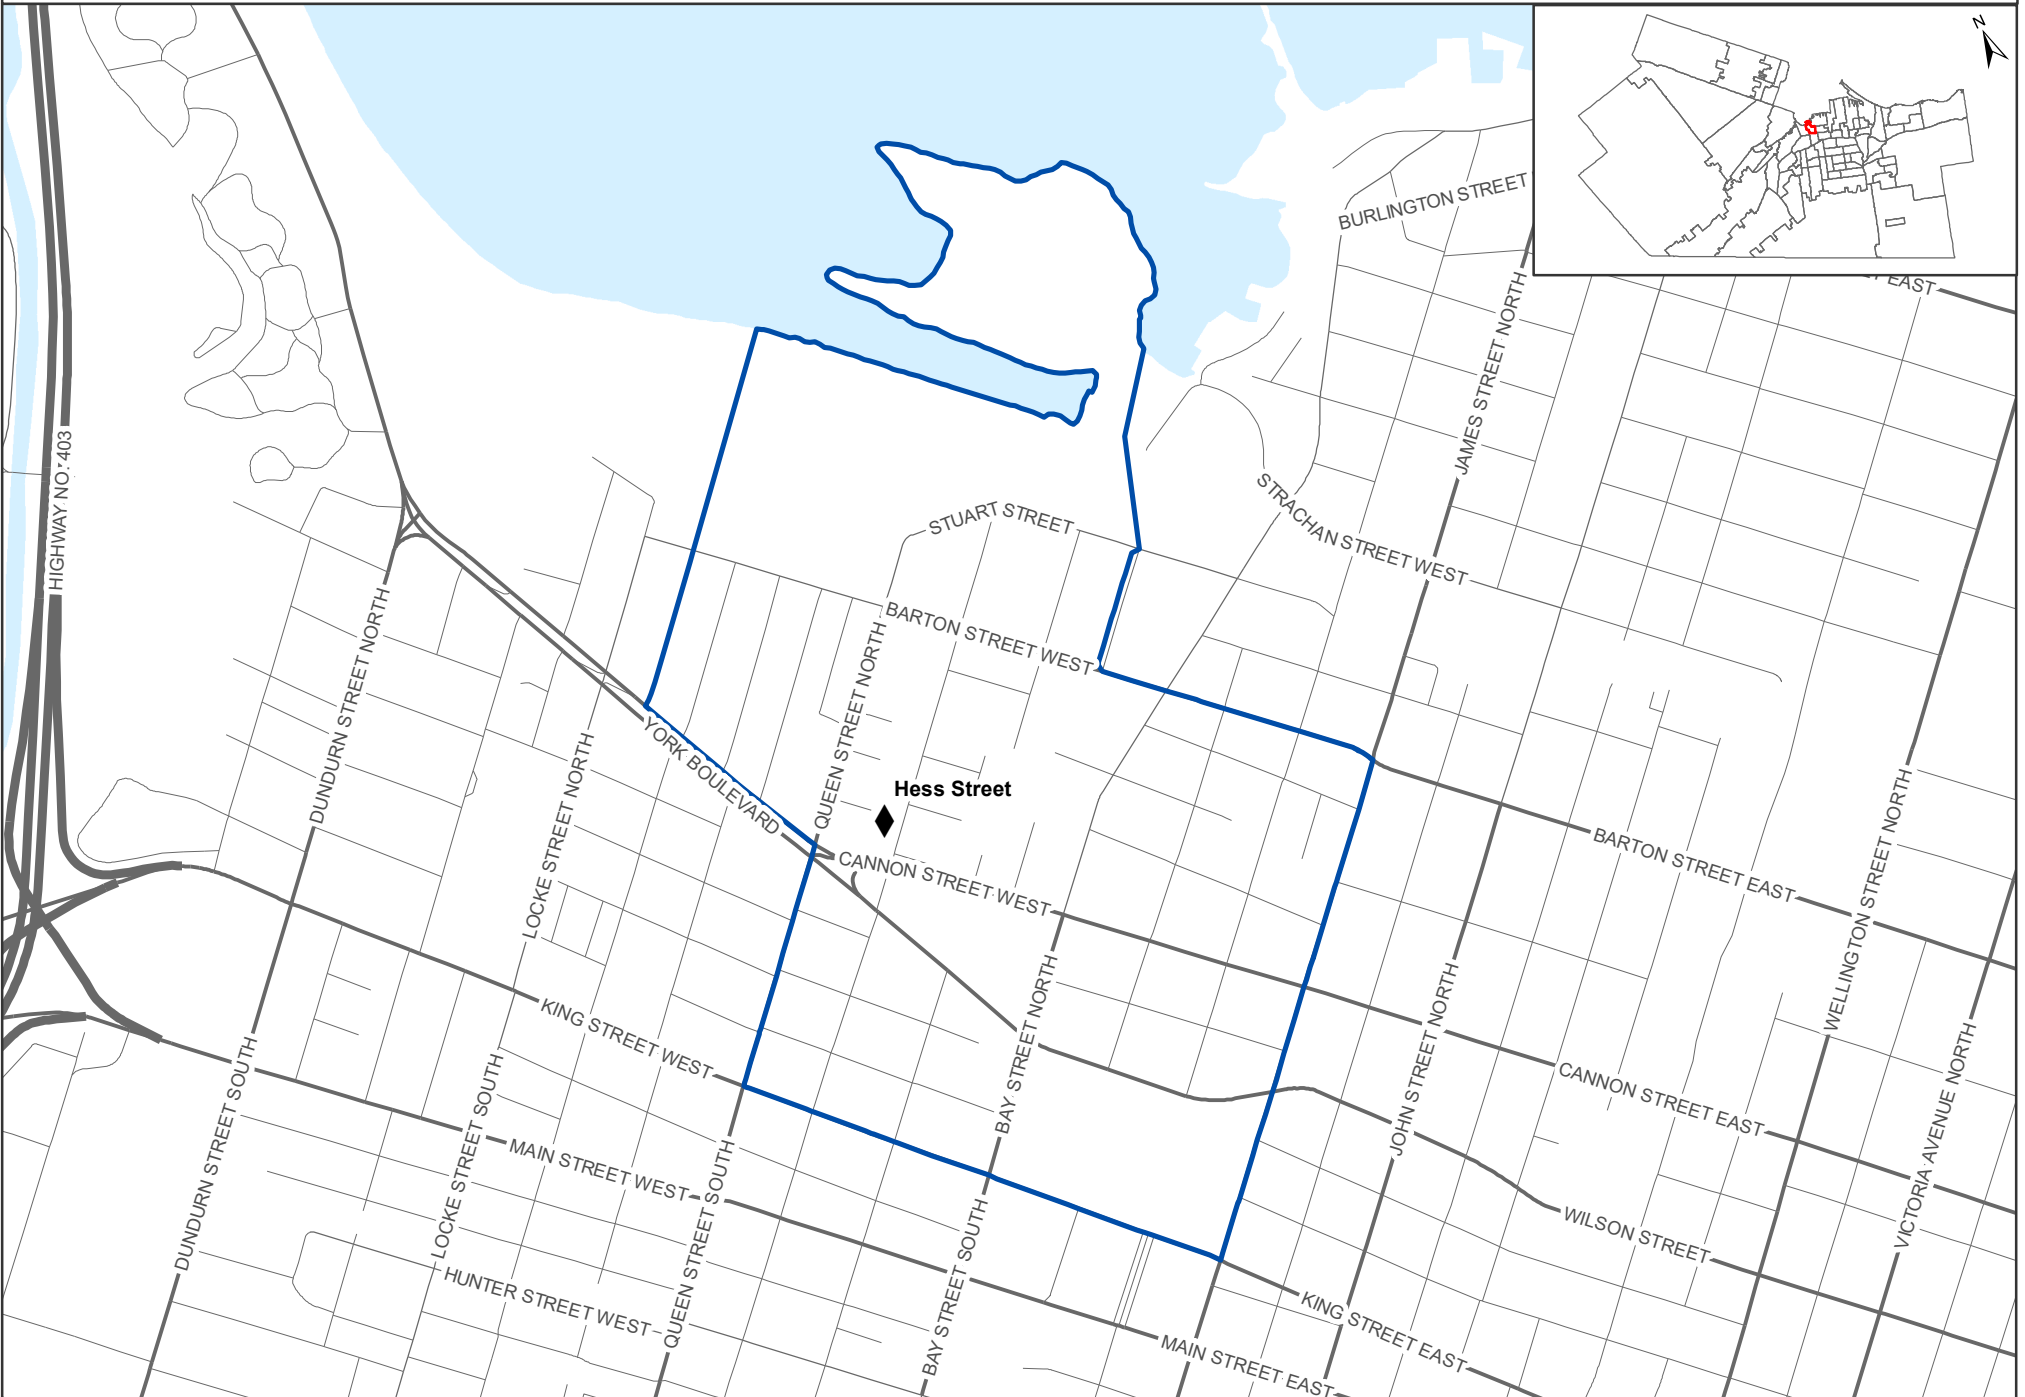 N
BURLINGTON STREET
EAST
JAMES STREET NORTH
HIGHWAY NO. 403
STRACHAN STREET WEST
STUART STREET
BARTON STREET WEST
DUNDURN STREET NORTH
QUEEN STREET NORTH
YORK BOULEVARD
LOCKE STREET NORTH
Hess Street
CANNON STREET WEST
BARTON STREET EAST
WELLINGTON STREET NORTH
KING STREET WEST
BAY STREET NORTH
JOHN STREET NORTH
CANNON STREET EAST
VICTORIA AVENUE NORTH
DUNDURN STREET SOUTH
LOCKE STREET SOUTH
MAIN STREET WEST
QUEEN STREET SOUTH
BAY STREET SOUTH
WILSON STREET
HUNTER STREET WEST
KING STREET EAST
MAIN STREET EAST